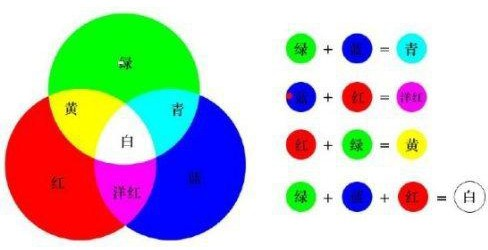 绿
黄
青
白
红
洋红
蓝
绿 + 蓝 = 青
蓝 + 红 = 洋红
红 + 绿 = 黄
绿 + 蓝 + 红 = 白